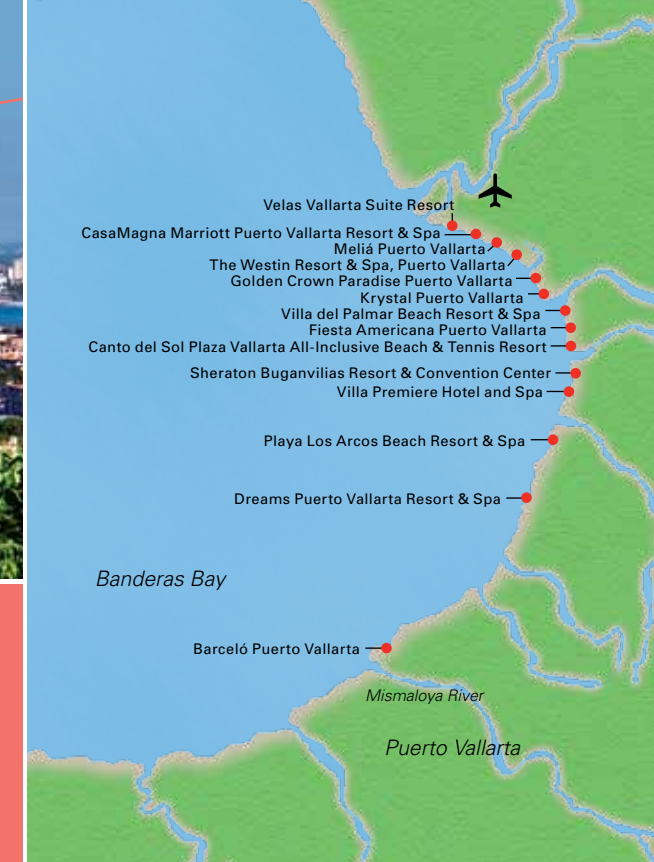 Velas Vallarta Suite Resort
CasaMagna Marriott Puerto Vallarta Resort & Spa
Meliá Puerto Vallarta
The Westin Resort & Spa, Puerto Vallarta
Golden Crown Paradise Puerto Vallarta
Krystal Puerto Vallarta
Villa del Palmar Beach Resort & Spa
Fiesta Americana Puerto Vallarta
Canto del Sol Plaza Vallarta All-Inclusive Beach & Tennis Resort
Sheraton Buganvilias Resort & Convention Center
Villa Premiere Hotel and Spa
Playa Los Arcos Beach Resort & Spa
Dreams Puerto Vallarta Resort & Spa
Banderas Bay
Barceló Puerto Vallarta
Mismaloya River
Puerto Vallarta